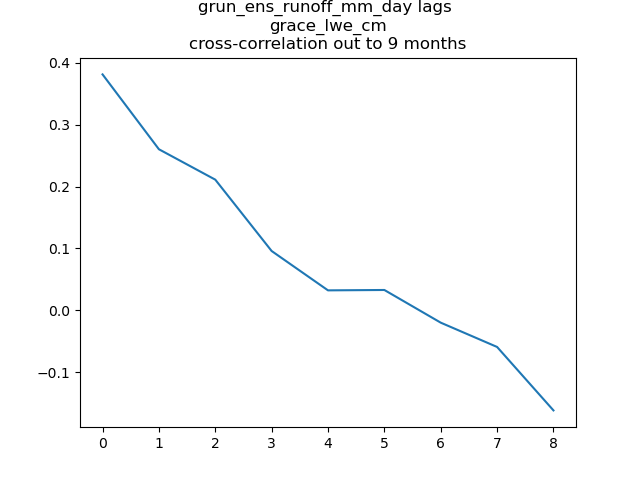 grun_ens_runoff_mm_day lags
grace_lwe_cm
cross-correlation out to 9 months
0.4
0.3
0.2
0.1
0.0
−0.1
0 1 2 3 4 5 6 7 8